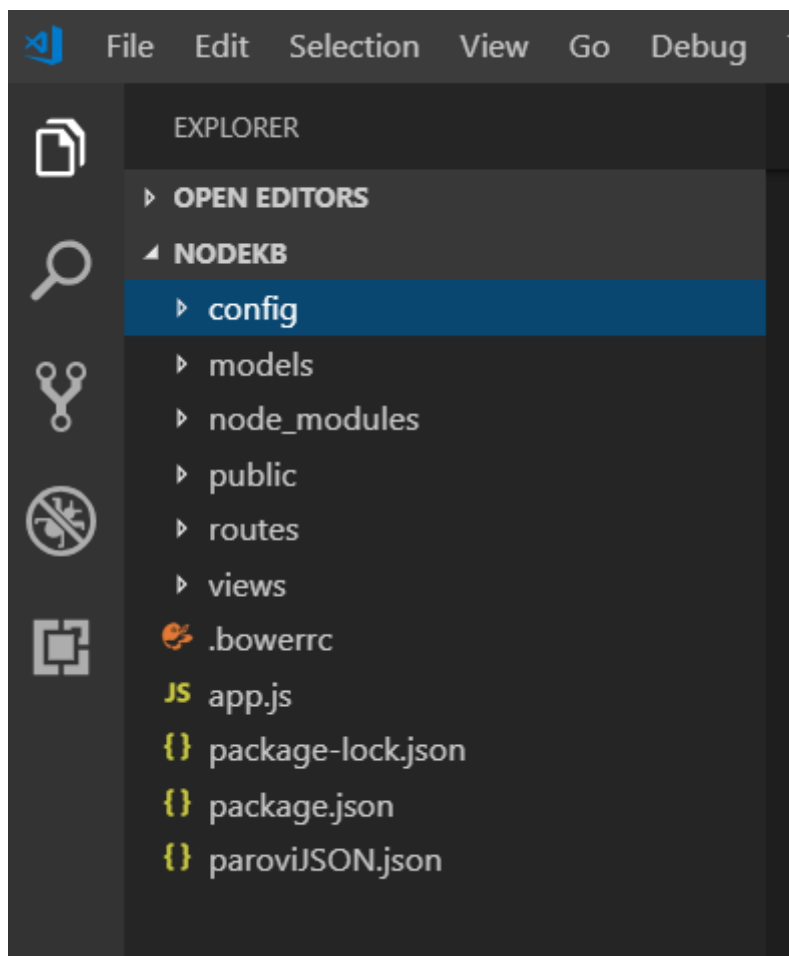 File Edit Selection View Go Debug
EXPLORER
OPEN EDITORS
NODEKB
config
models
node_modules
public
routes
views
.bowerrc
JS app.js
{} package-lock.json
{} package.json
{} paroviJSON.json